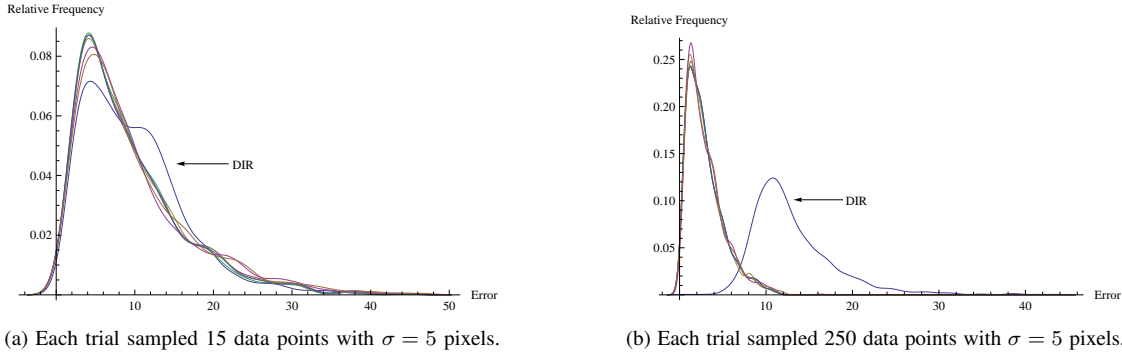 Relative Frequency
0.08
0.06
0.04
0.02
DIR
10
20
30
40
50
Error
(a) Each trial sampled 15 data points with σ = 5 pixels.
Relative Frequency
0.25
0.20
0.15
0.10
0.05
DIR
10
20
30
40
Error
(b) Each trial sampled 250 data points with σ = 5 pixels.